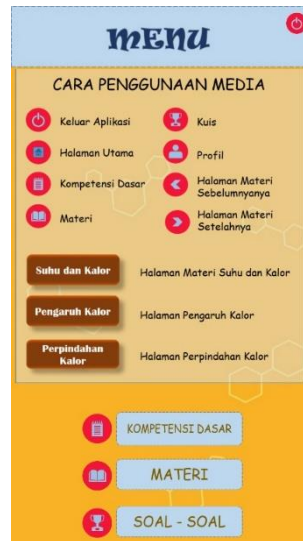 MENU
CARA PENGGUNAAN MEDIA
Keluar Aplikasi
Kuis
Halaman Utama
Profil
Kompetensi Dasar
Halaman Materi
Sebelumnyanya
Materi
Halaman Materi
Setelahnya
Suhu dan Kalor
Halaman Materi Suhu dan Kalor
Pengaruh Kalor
Halaman Pengaruh Kalor
Perpindahan
Kalor
Halaman Perpindahan Kalor
KOMPETENSI DASAR
MATERI
SOAL - SOAL